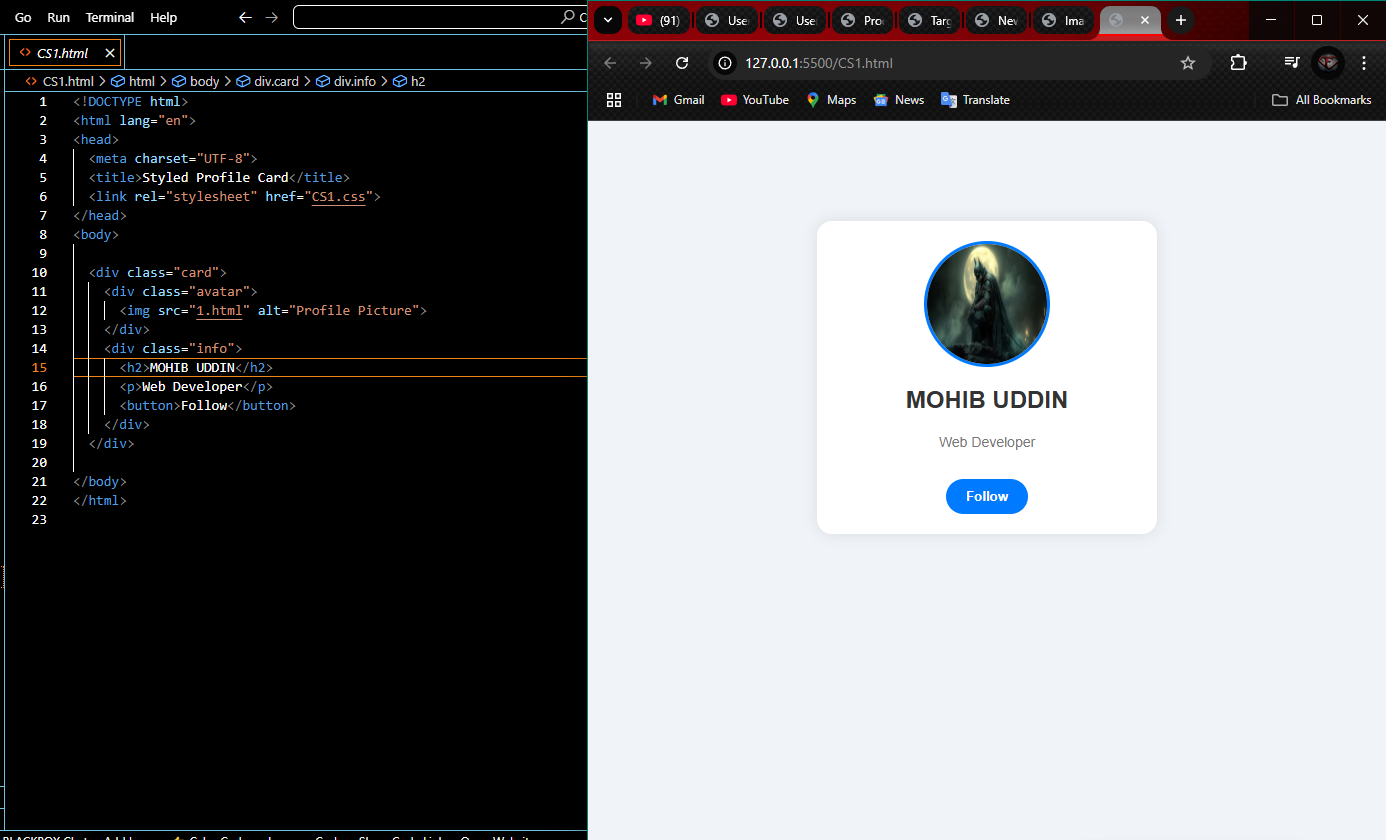 Go Run Terminal Help
CS1.html
CS1.html > html > body > div.card > div.info > h2
1 <!DOCTYPE html>
2 <html lang="en">
3 <head>
4 <meta charset="UTF-8">
5 <title>Styled Profile Card</title>
6 <link rel="stylesheet" href="CS1.css">
7 </head>
8 <body>
9
10 <div class="card">
11 <div class="avatar">
12 <img src="1.html" alt="Profile Picture">
13 </div>
14 <div class="info">
15 <h2>MOHIB UDDIN</h2>
16 <p>Web Developer</p>
17 <button>Follow</button>
18 </div>
19 </div>
20
21 </body>
22 </html>
23
(91) Use Use Pro Targ Nev Ima
127.0.0.1:5500/CS1.html
Gmail YouTube Maps News Translate All Bookmarks
MOHIB UDDIN
Web Developer
Follow